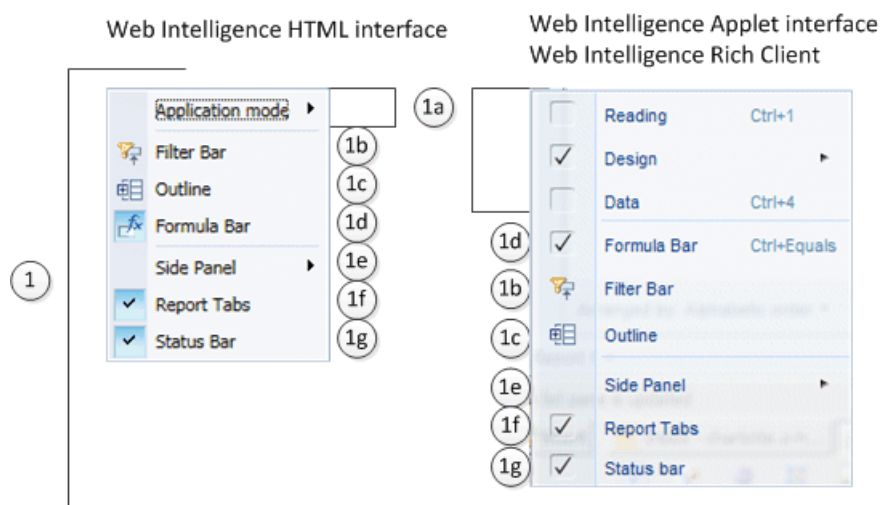 Web Intelligence HTML interface
Web Intelligence Applet interface
Web Intelligence Rich Client
1
Application mode
1b
Filter Bar
1c
Outline
1d
Formula Bar
1e
Side Panel
1f
Report Tabs
1g
Status Bar
1a
Reading Ctrl+1
Design
Data Ctrl+4
1d Formula Bar Ctrl+Equals
1b Filter Bar
1c Outline
1e Side Panel
1f Report Tabs
1g Status bar